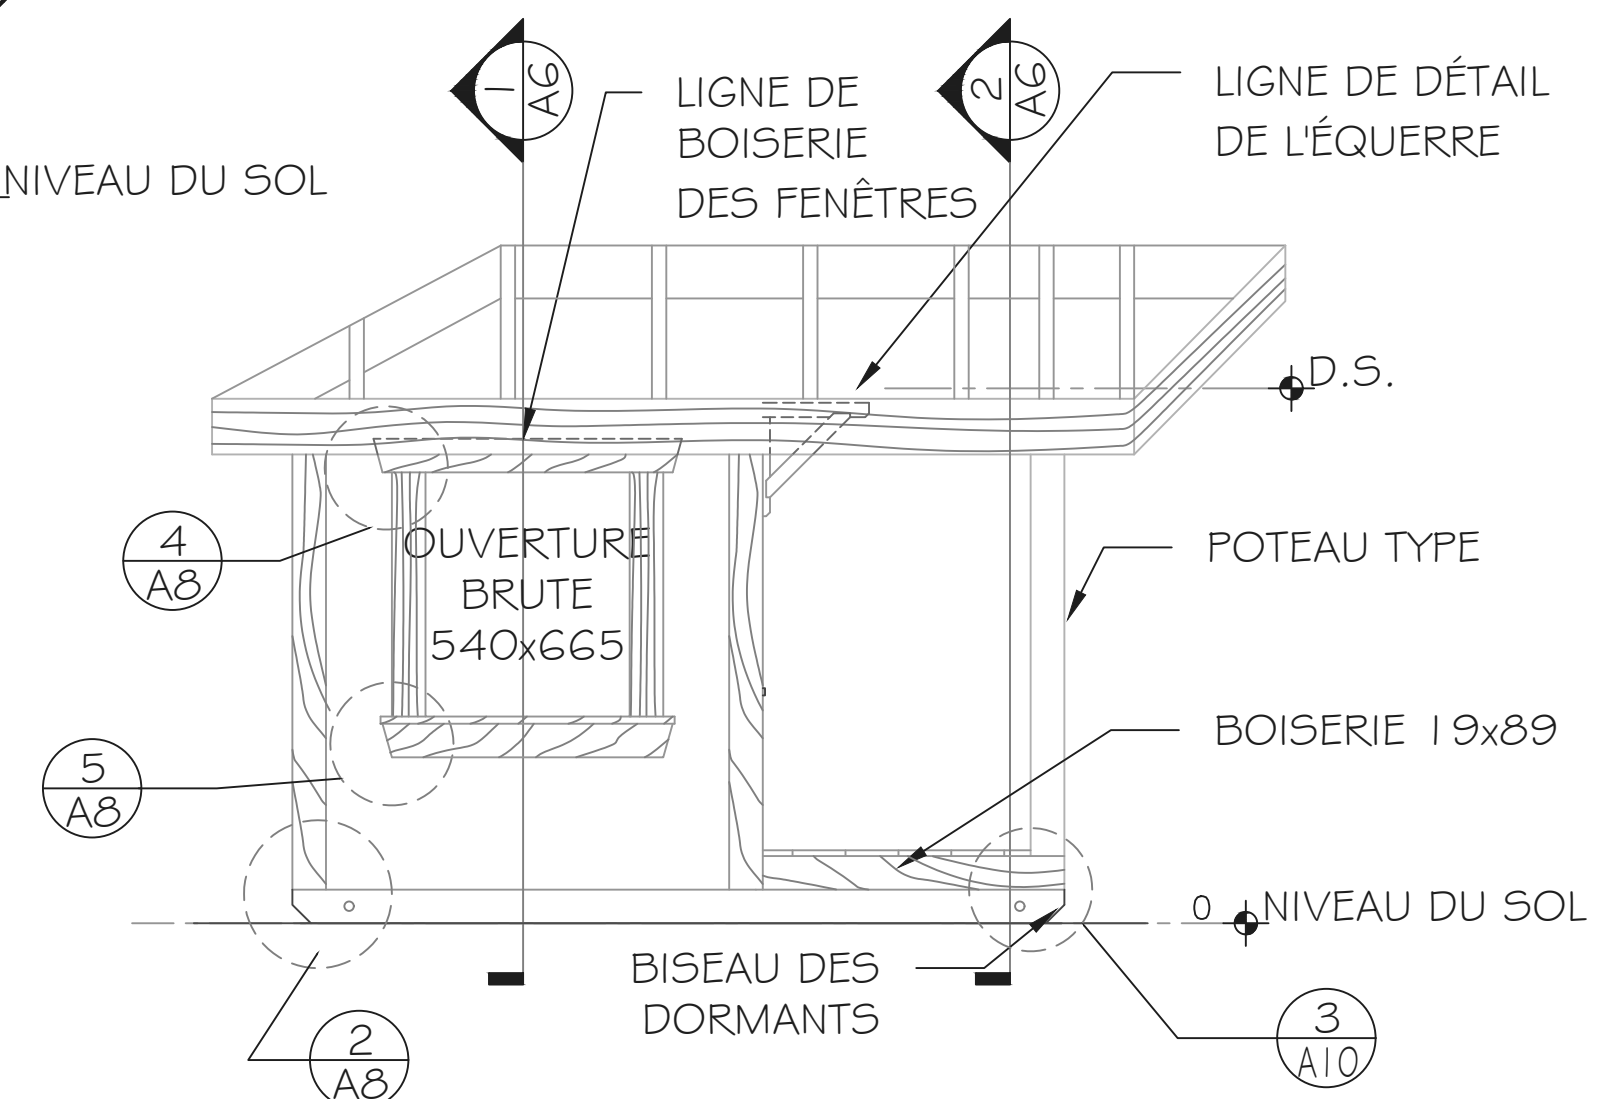 1
A6
2
A6
LIGNE DE
BOISERIE
DES FENÊTRES
LIGNE DE DÉTAIL
DE L'ÉQUERRE
NIVEAU DU SOL
D.S.
4
A8
OUVERTURE
BRUTE
540x665
POTEAU TYPE
5
A8
BOISERIE 19x89
0 NIVEAU DU SOL
BISEAU DES
DORMANTS
2
A8
3
A10